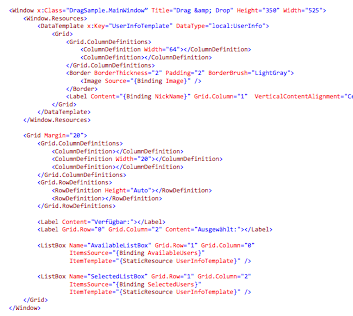 <Window x:Class="DragSample.MainWindow" Title="Drag &amp; Drop" Height="350" Width="525">
<Window.Resources>
<DataTemplate x:Key="UserInfoTemplate" DataType="local:UserInfo">
<Grid>
<Grid.ColumnDefinitions>
<ColumnDefinition Width="64"></ColumnDefinition>
<ColumnDefinition></ColumnDefinition>
</Grid.ColumnDefinitions>
<Border BorderThickness="2" Padding="2" BorderBrush="LightGray">
<Image Source="{Binding Image}" />
</Border>
<Label Content="{Binding NickName}" Grid.Column="1" VerticalContentAlignment="Ce
</Grid>
</DataTemplate>
</Window.Resources>
<Grid Margin="20">
<Grid.ColumnDefinitions>
<ColumnDefinition></ColumnDefinition>
<ColumnDefinition Width="20"></ColumnDefinition>
<ColumnDefinition></ColumnDefinition>
</Grid.ColumnDefinitions>
<Grid.RowDefinitions>
<RowDefinition Height="Auto"></RowDefinition>
<RowDefinition></RowDefinition>
</Grid.RowDefinitions>
<Label Content="Verfügbar:"></Label>
<Label Grid.Row="0" Grid.Column="2" Content="Ausgewählt:"></Label>
<ListBox Name="AvailableListBox" Grid.Row="1" Grid.Column="0"
ItemsSource="{Binding AvailableUsers}"
ItemTemplate="{StaticResource UserInfoTemplate}" />
<ListBox Name="SelectedListBox" Grid.Row="1" Grid.Column="2"
ItemsSource="{Binding SelectedUsers}"
ItemTemplate="{StaticResource UserInfoTemplate}" />
</Grid>
</Window>